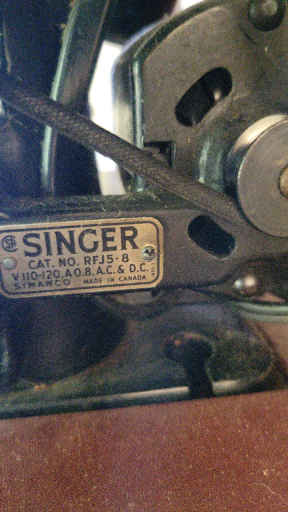 SINGER
CAT. NO. RFJ5-8
V 110-120. A 0.8. A.C. & D.C.
SIMANCO MADE IN CANADA